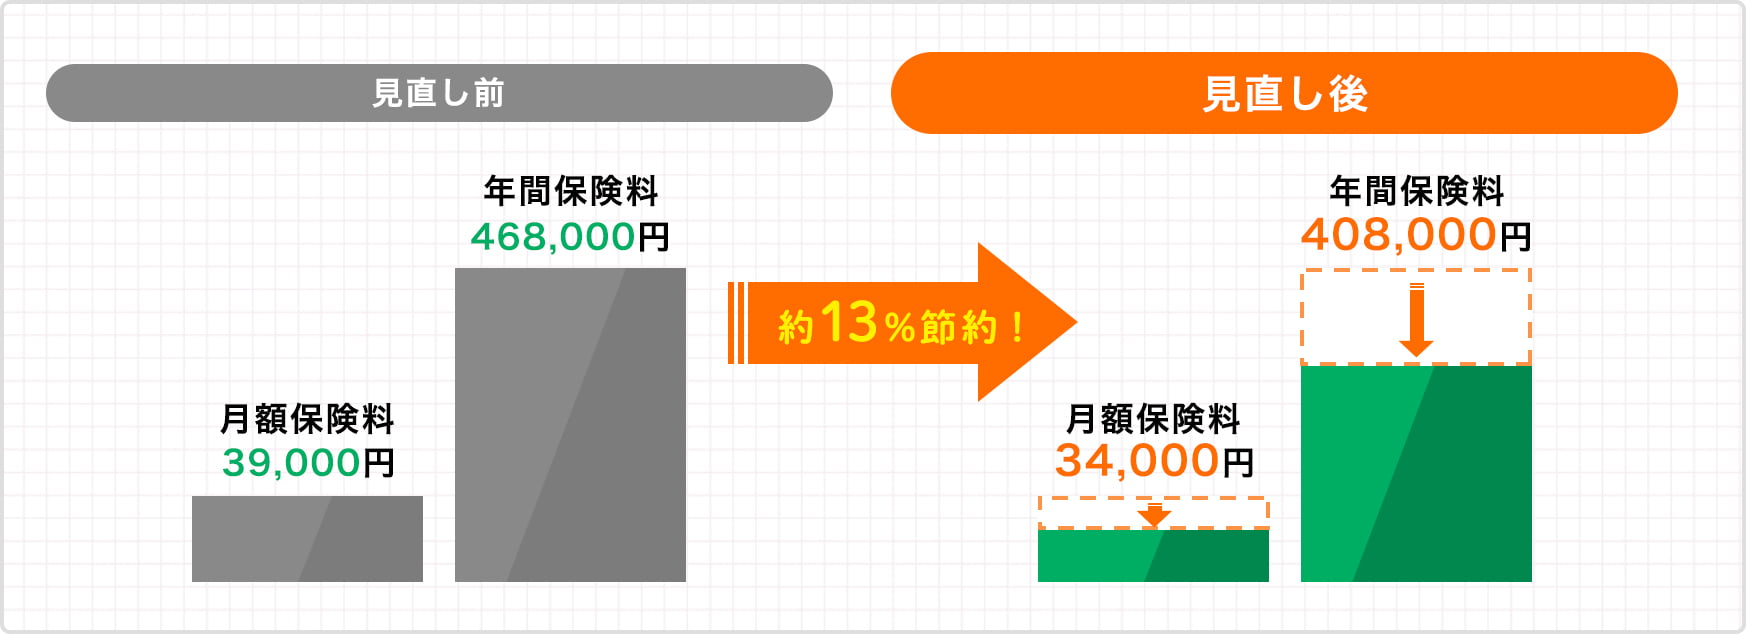 見直し前
年間保険料
468,000円
月額保険料
39,000円
約13%節約!
見直し後
年間保険料
408,000円
月額保険料
34,000円